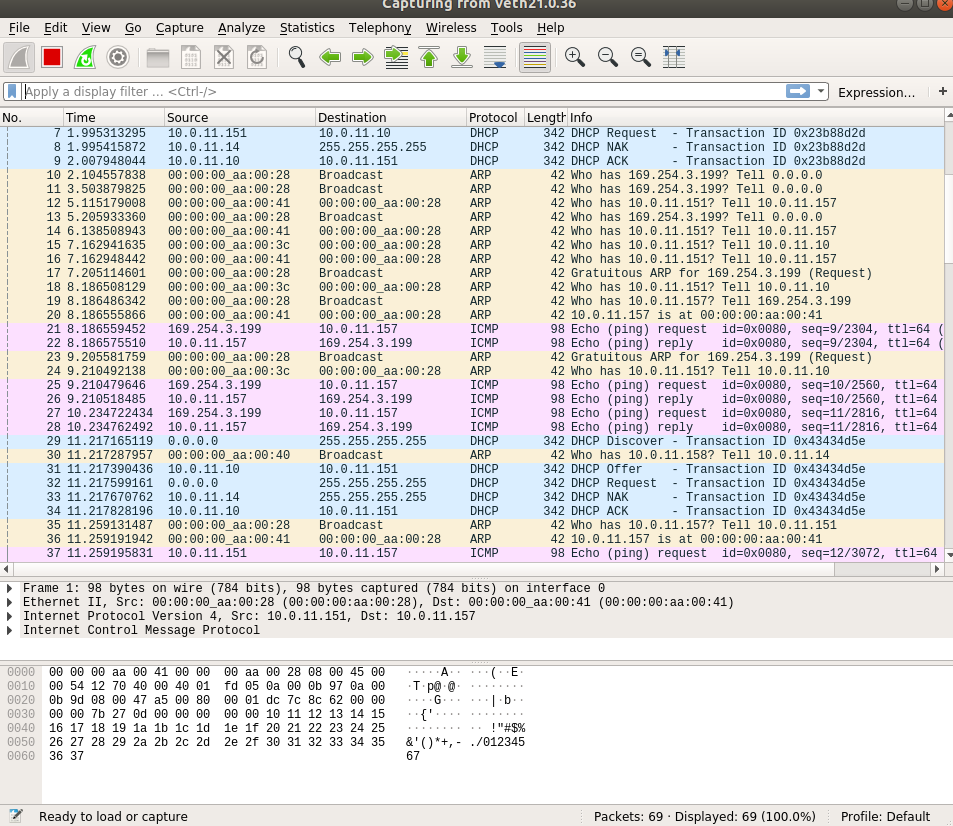 Capturing from veth21.0.36
File Edit View Go Capture Analyze Statistics Telephony Wireless Tools Help
Apply a display filter ... <Ctrl-/> Expression... +
No. Time Source Destination Protocol Length Info
7 1.995313295 10.0.11.151 10.0.11.10 DHCP 342 DHCP Request - Transaction ID 0x23b88d2d
8 1.995415872 10.0.11.14 255.255.255.255 DHCP 342 DHCP NAK - Transaction ID 0x23b88d2d
9 2.007948044 10.0.11.10 10.0.11.151 DHCP 342 DHCP ACK - Transaction ID 0x23b88d2d
10 2.104557838 00:00:00_aa:00:28 Broadcast ARP 42 Who has 169.254.3.199? Tell 0.0.0.0
11 3.503879825 00:00:00_aa:00:28 Broadcast ARP 42 Who has 169.254.3.199? Tell 0.0.0.0
12 5.115179008 00:00:00_aa:00:41 00:00:00_aa:00:28 ARP 42 Who has 10.0.11.151? Tell 10.0.11.157
13 5.205933360 00:00:00_aa:00:28 Broadcast ARP 42 Who has 169.254.3.199? Tell 0.0.0.0
14 6.138508943 00:00:00_aa:00:41 00:00:00_aa:00:28 ARP 42 Who has 10.0.11.151? Tell 10.0.11.157
15 7.162941635 00:00:00_aa:00:3c 00:00:00_aa:00:28 ARP 42 Who has 10.0.11.151? Tell 10.0.11.10
16 7.162948442 00:00:00_aa:00:41 00:00:00_aa:00:28 ARP 42 Who has 10.0.11.151? Tell 10.0.11.157
17 7.205114601 00:00:00_aa:00:28 Broadcast ARP 42 Gratuitous ARP for 169.254.3.199 (Request)
18 8.186508129 00:00:00_aa:00:3c 00:00:00_aa:00:28 ARP 42 Who has 10.0.11.151? Tell 10.0.11.10
19 8.186486342 00:00:00_aa:00:28 Broadcast ARP 42 Who has 10.0.11.157? Tell 169.254.3.199
20 8.186555866 00:00:00_aa:00:41 00:00:00_aa:00:28 ARP 42 10.0.11.157 is at 00:00:00:aa:00:41
21 8.186559452 169.254.3.199 10.0.11.157 ICMP 98 Echo (ping) request id=0x0080, seq=9/2304, ttl=64 (
22 8.186575510 10.0.11.157 169.254.3.199 ICMP 98 Echo (ping) reply id=0x0080, seq=9/2304, ttl=64 (
23 9.205581759 00:00:00_aa:00:28 Broadcast ARP 42 Gratuitous ARP for 169.254.3.199 (Request)
24 9.210492138 00:00:00_aa:00:3c 00:00:00_aa:00:28 ARP 42 Who has 10.0.11.151? Tell 10.0.11.10
25 9.210479646 169.254.3.199 10.0.11.157 ICMP 98 Echo (ping) request id=0x0080, seq=10/2560, ttl=64
26 9.210518485 10.0.11.157 169.254.3.199 ICMP 98 Echo (ping) reply id=0x0080, seq=10/2560, ttl=64
27 10.234722434 169.254.3.199 10.0.11.157 ICMP 98 Echo (ping) request id=0x0080, seq=11/2816, ttl=64
28 10.234762492 10.0.11.157 169.254.3.199 ICMP 98 Echo (ping) reply id=0x0080, seq=11/2816, ttl=64
29 11.217165119 0.0.0.0 255.255.255.255 DHCP 342 DHCP Discover - Transaction ID 0x43434d5e
30 11.217287957 00:00:00_aa:00:40 Broadcast ARP 42 Who has 10.0.11.158? Tell 10.0.11.14
31 11.217390436 10.0.11.10 10.0.11.151 DHCP 342 DHCP Offer - Transaction ID 0x43434d5e
32 11.217599161 0.0.0.0 255.255.255.255 DHCP 342 DHCP Request - Transaction ID 0x43434d5e
33 11.217670762 10.0.11.14 255.255.255.255 DHCP 342 DHCP NAK - Transaction ID 0x43434d5e
34 11.217828196 10.0.11.10 10.0.11.151 DHCP 342 DHCP ACK - Transaction ID 0x43434d5e
35 11.259131487 00:00:00_aa:00:28 Broadcast ARP 42 Who has 10.0.11.157? Tell 10.0.11.151
36 11.259191942 00:00:00_aa:00:41 00:00:00_aa:00:28 ARP 42 10.0.11.157 is at 00:00:00:aa:00:41
37 11.259195831 10.0.11.151 10.0.11.157 ICMP 98 Echo (ping) request id=0x0080, seq=12/3072, ttl=64
Frame 1: 98 bytes on wire (784 bits), 98 bytes captured (784 bits) on interface 0
Ethernet II, Src: 00:00:00_aa:00:28 (00:00:00:aa:00:28), Dst: 00:00:00_aa:00:41 (00:00:00:aa:00:41)
Internet Protocol Version 4, Src: 10.0.11.151, Dst: 10.0.11.157
Internet Control Message Protocol
0000 00 00 00 aa 00 41 00 00 00 aa 00 28 08 00 45 00 ·····A·· ···(··E·
0010 00 54 12 70 40 00 40 01 fd 05 0a 00 0b 97 0a 00 ·T·p@·@· ········
0020 0b 9d 08 00 47 a5 00 80 00 01 dc 7c 8c 62 00 00 ····G··· ···|·b··
0030 00 00 7b 27 0d 00 00 00 00 00 10 11 12 13 14 15 ··{'···· ········
0040 16 17 18 19 1a 1b 1c 1d 1e 1f 20 21 22 23 24 25 ········ ·· !"#$%
0050 26 27 28 29 2a 2b 2c 2d 2e 2f 30 31 32 33 34 35 &'()*+,- ./012345
0060 36 37 67
Ready to load or capture Packets: 69 · Displayed: 69 (100.0%) Profile: Default